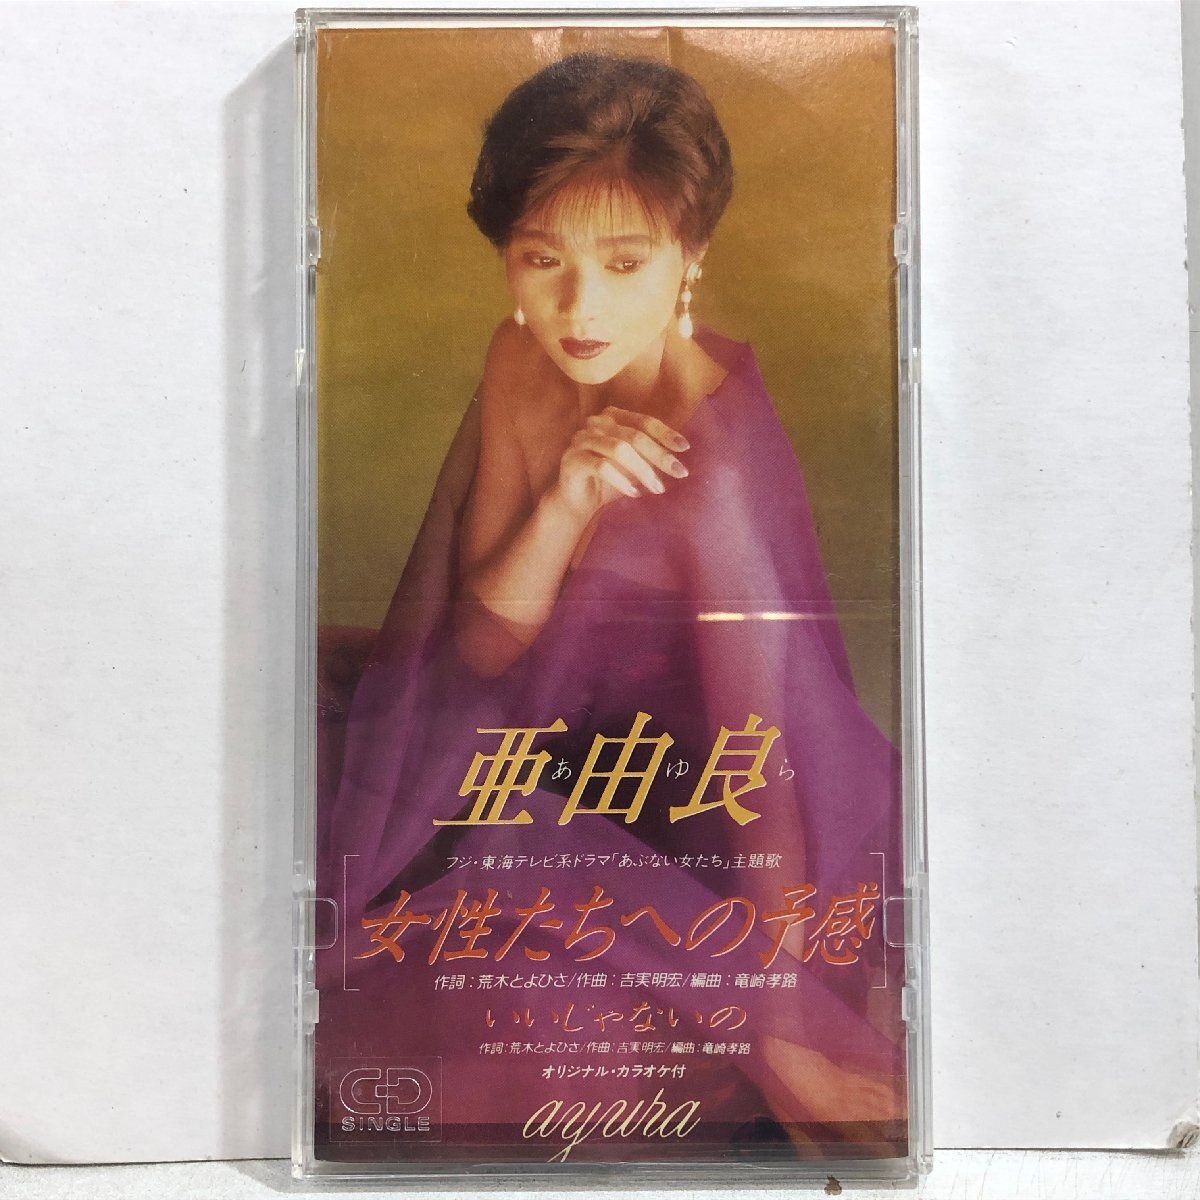 亜あ由ゆ良ら
フジ・東海テレビ系ドラマ「あぶない女たち」主題歌
女性たちへの予感
作詞:荒木とよひさ/作曲:吉実明宏/編曲:竜崎孝路
いいじゃないの
作詞:荒木とよひさ/作曲:吉実明宏/編曲:竜崎孝路
オリジナル・カラオケ付
CD
SINGLE
ayura